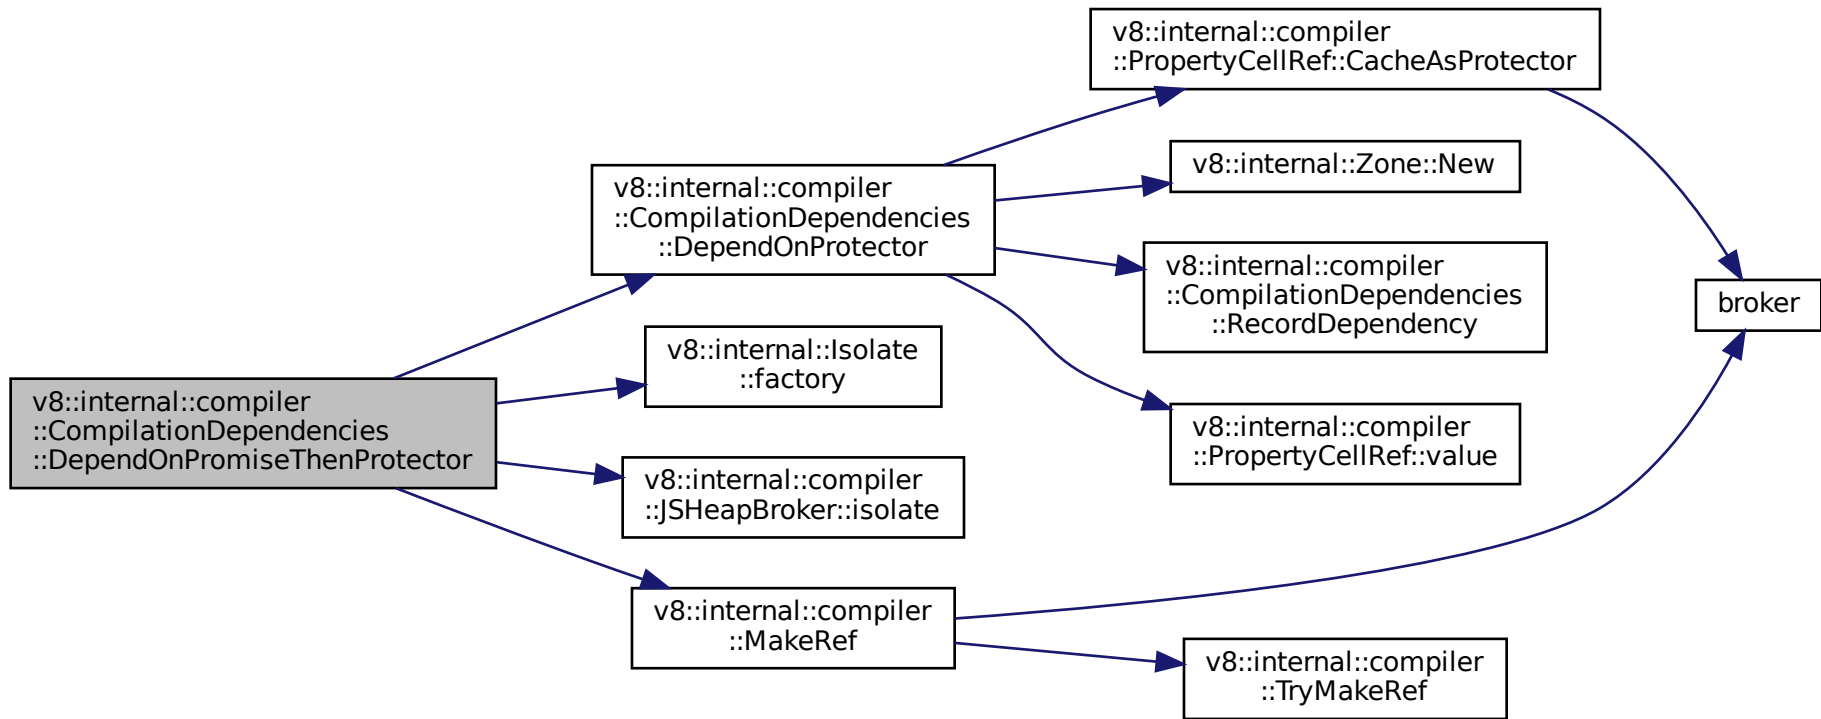 v8::internal::compiler
::PropertyCellRef::CacheAsProtector
v8::internal::Zone::New
v8::internal::compiler
::CompilationDependencies
::DependOnProtector
v8::internal::compiler
::CompilationDependencies
::RecordDependency
broker
v8::internal::Isolate
::factory
v8::internal::compiler
::CompilationDependencies
::DependOnPromiseThenProtector
v8::internal::compiler
::PropertyCellRef::value
v8::internal::compiler
::JSHeapBroker::isolate
v8::internal::compiler
::MakeRef
v8::internal::compiler
::TryMakeRef